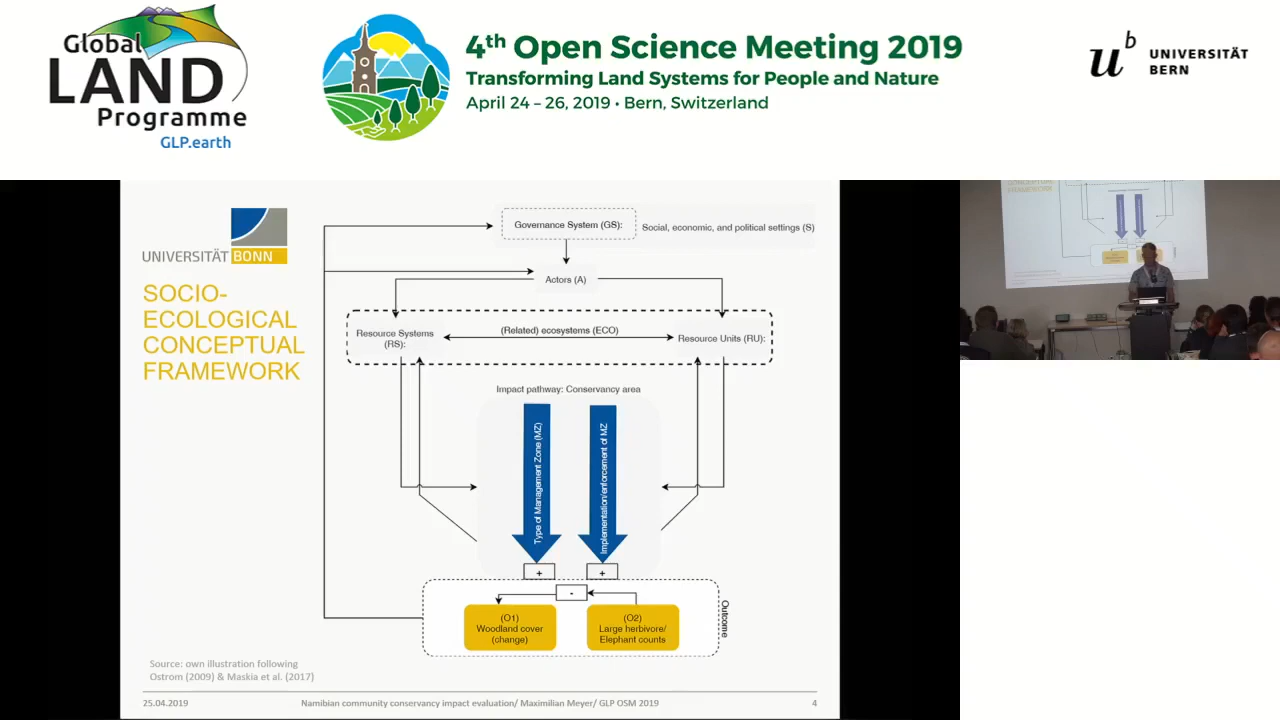 Global
LAND
Programme
GLP.earth
4th Open Science Meeting 2019
Transforming Land Systems for People and Nature
April 24 – 26, 2019 • Bern, Switzerland
u b
UNIVERSITÄT
BERN
UNIVERSITÄT BONN
SOCIO-
ECOLOGICAL
CONCEPTUAL
FRAMEWORK
Governance System (GS):
Social, economic, and political settings (S)
Actors (A)
Resource Systems
(RS):
(Related) ecosystems (ECO)
Resource Units (RU):
Impact pathway: Conservancy area
Type of Management Zone (MZ)
Implementation/enforcement of MZ
+
+
-
(O1)
Woodland cover
(change)
(O2)
Large herbivore/
Elephant counts
Outcome
Source: own illustration following
Ostrom (2009) & Maskia et al. (2017)
25.04.2019
Namibian community conservancy impact evaluation/ Maximilian Meyer/ GLP OSM 2019
4